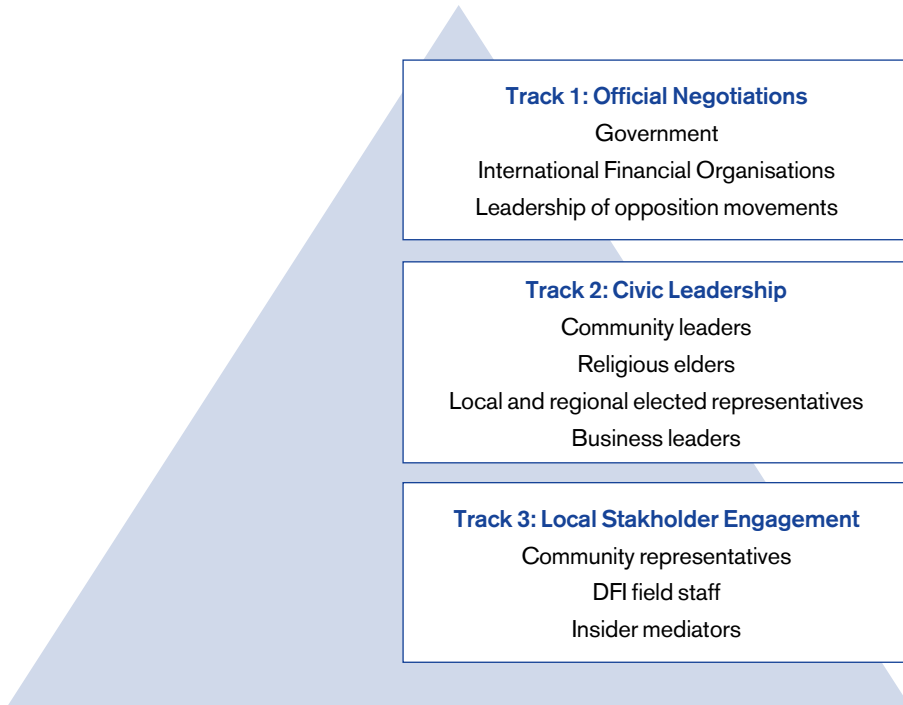 Track 1: Official Negotiations
Government
International Financial Organisations
Leadership of opposition movements
Track 2: Civic Leadership
Community leaders
Religious elders
Local and regional elected representatives
Business leaders
Track 3: Local Stakholder Engagement
Community representatives
DFI field staff
Insider mediators